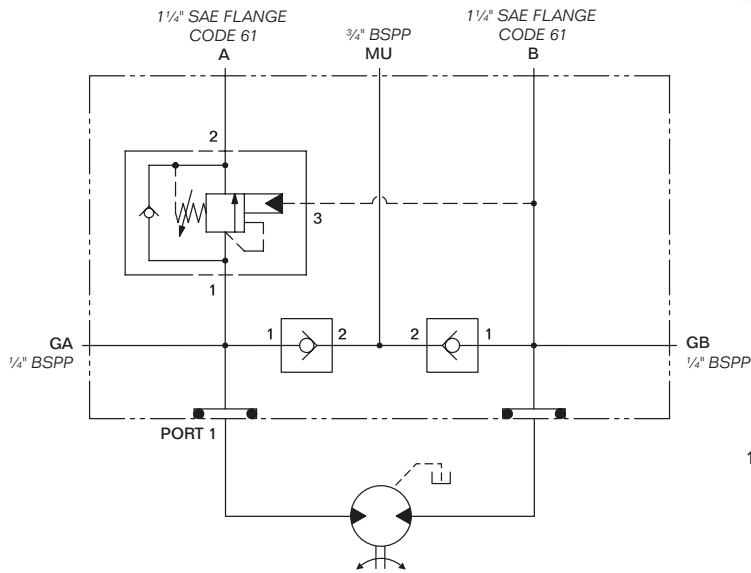 1¼" SAE FLANGE
CODE 61
A
¾" BSPP
MU
1¼" SAE FLANGE
CODE 61
B
2
3
1
GA
¼" BSPP
1
2
2
1
GB
¼" BSPP
PORT 1
1